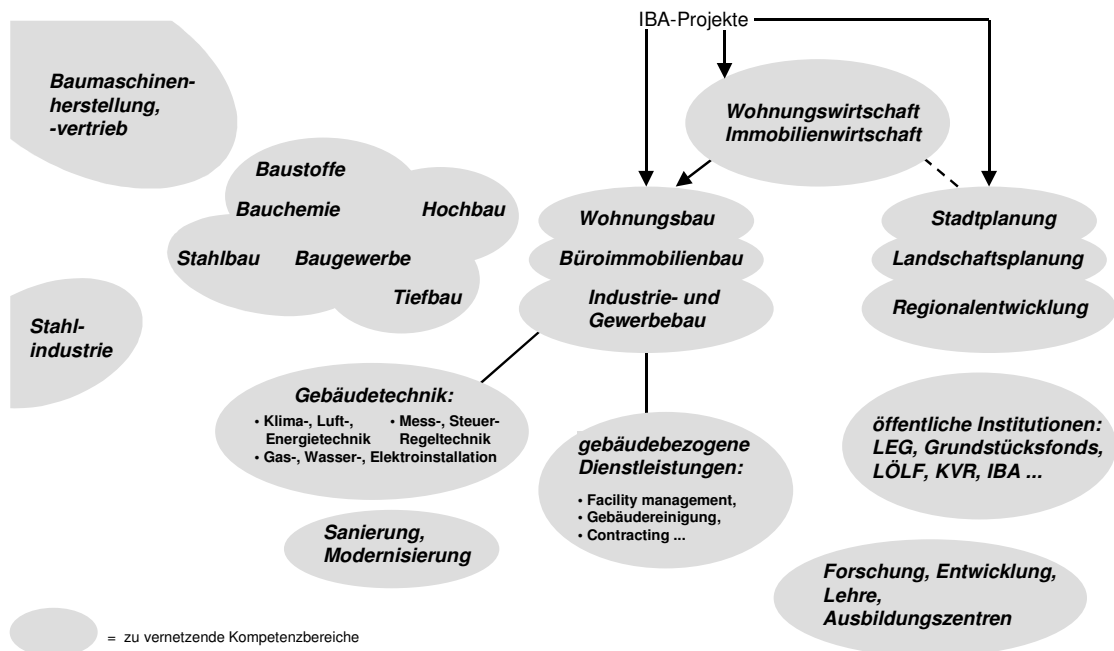 IBA-Projekte
Baumaschinen-
herstellung,
-vertrieb
Wohnungswirtschaft
Immobilienwirtschaft
Baustoffe
Bauchemie
Hochbau
Stahlbau
Baugewerbe
Tiefbau
Wohnungsbau
Büroimmobilienbau
Industrie- und
Gewerbebau
Stadtplanung
Landschaftsplanung
Regionalentwicklung
Stahl-
industrie
Gebäudetechnik:
• Klima-, Luft-,
Energietechnik
• Mess-, Steuer-
Regeltechnik
• Gas-, Wasser-, Elektroinstallation
gebäudebezogene
Dienstleistungen:
• Facility management,
• Gebäudereinigung,
• Contracting ...
öffentliche Institutionen:
LEG, Grundstücksfonds,
LÖLF, KVR, IBA ...
Sanierung,
Modernisierung
Forschung, Entwicklung,
Lehre,
Ausbildungszentren
= zu vernetzende Kompetenzbereiche